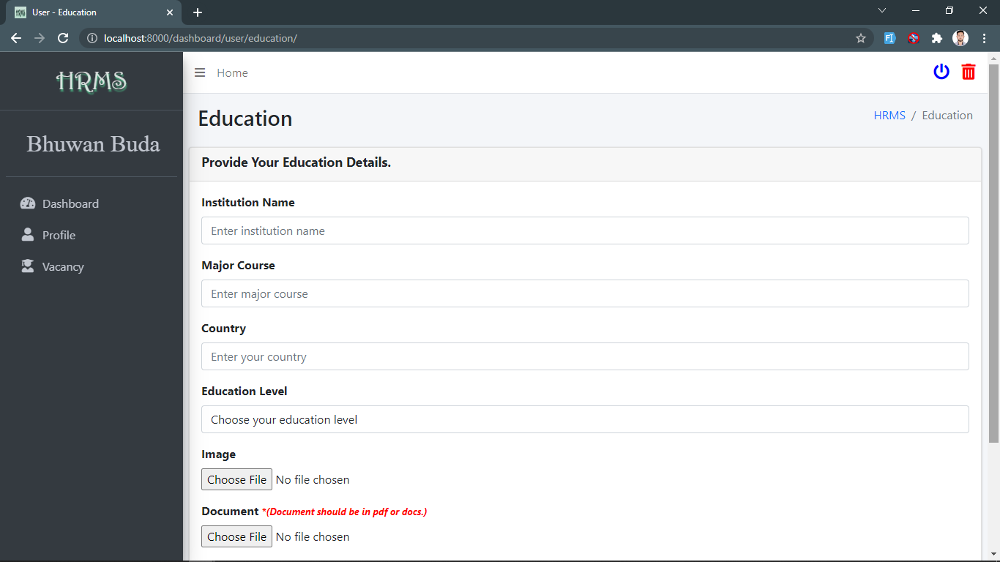 User - Education
localhost:8000/dashboard/user/education/
HRMS
Home
Bhuwan Buda
Dashboard
Profile
Vacancy
Education
HRMS / Education
Provide Your Education Details.
Institution Name
Enter institution name
Major Course
Enter major course
Country
Enter your country
Education Level
Choose your education level
Image
Choose File No file chosen
Document *(Document should be in pdf or docs.)
Choose File No file chosen